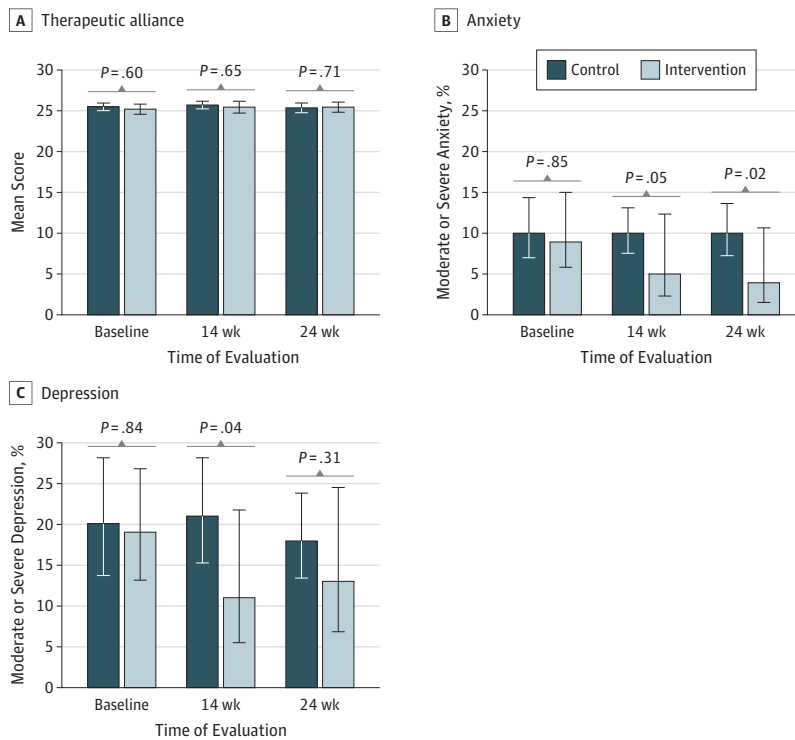 A Therapeutic alliance
Mean Score
30
25
20
15
10
5
0
P = .60
P = .65
P = .71
Baseline
14 wk
24 wk
Time of Evaluation
B Anxiety
Control
Intervention
Moderate or Severe Anxiety, %
30
25
20
15
10
5
0
P = .85
P = .05
P = .02
Baseline
14 wk
24 wk
Time of Evaluation
C Depression
Moderate or Severe Depression, %
30
25
20
15
10
5
0
P = .84
P = .04
P = .31
Baseline
14 wk
24 wk
Time of Evaluation